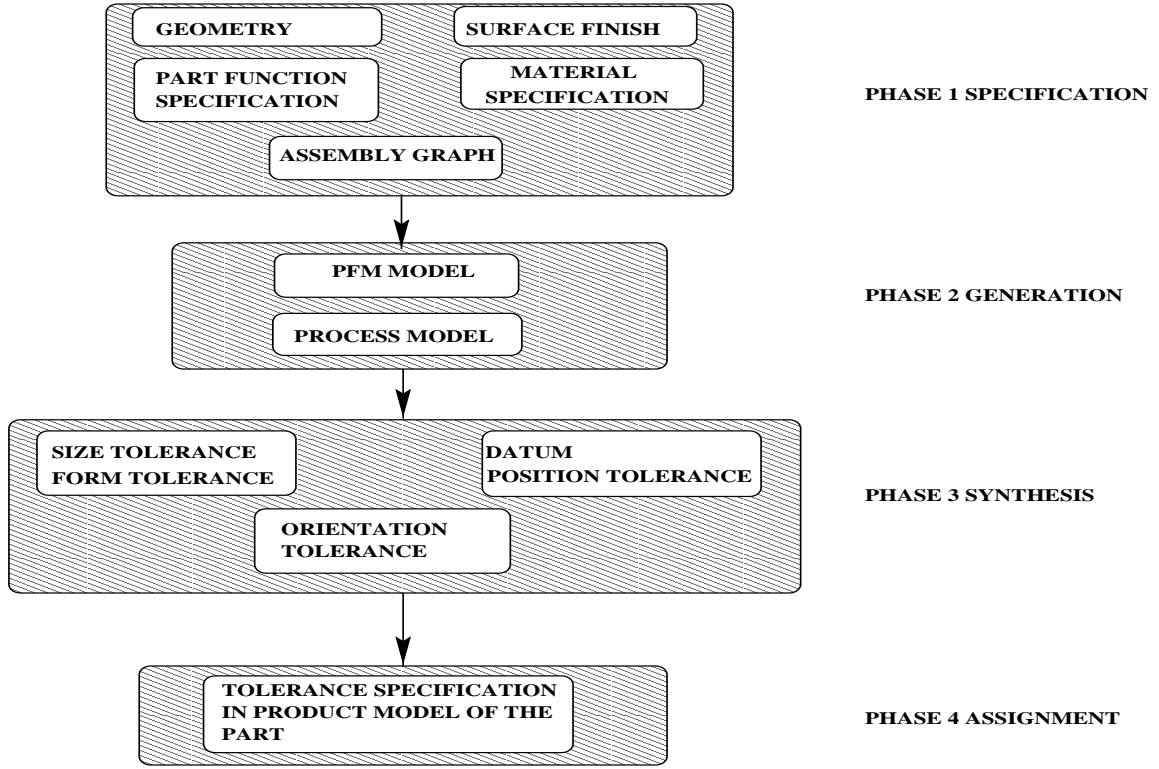 GEOMETRY
SURFACE FINISH
PART FUNCTION
SPECIFICATION
MATERIAL
SPECIFICATION
ASSEMBLY GRAPH
PHASE 1 SPECIFICATION
PFM MODEL
PROCESS MODEL
PHASE 2 GENERATION
SIZE TOLERANCE
FORM TOLERANCE
DATUM
POSITION TOLERANCE
ORIENTATION
TOLERANCE
PHASE 3 SYNTHESIS
TOLERANCE SPECIFICATION
IN PRODUCT MODEL OF THE
PART
PHASE 4 ASSIGNMENT